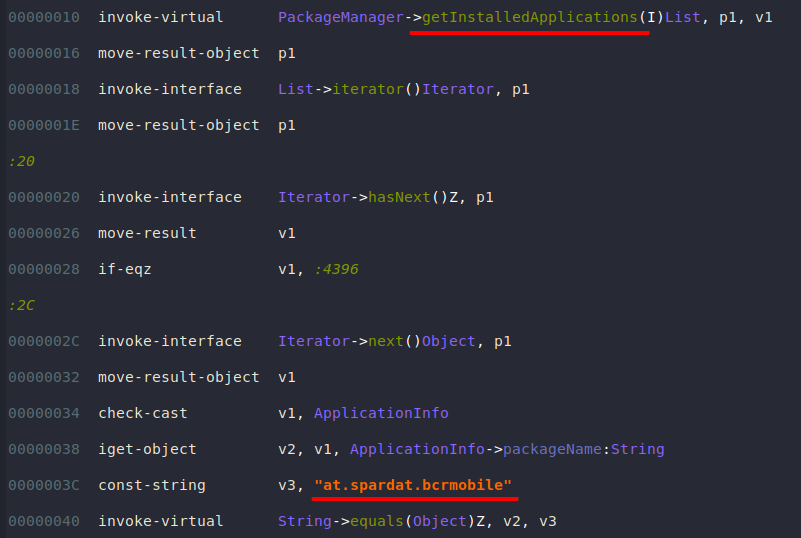 00000010 invoke-virtual PackageManager->getInstalledApplications(I)List, p1, v1
00000016 move-result-object p1
00000018 invoke-interface List->iterator()Iterator, p1
0000001E move-result-object p1
:20
00000020 invoke-interface Iterator->hasNext()Z, p1
00000026 move-result v1
00000028 if-eqz v1, :4396
:2C
0000002C invoke-interface Iterator->next()Object, p1
00000032 move-result-object v1
00000034 check-cast v1, ApplicationInfo
00000038 iget-object v2, v1, ApplicationInfo->packageName:String
0000003C const-string v3, "at.spardat.bcrmobile"
00000040 invoke-virtual String->equals(Object)Z, v2, v3